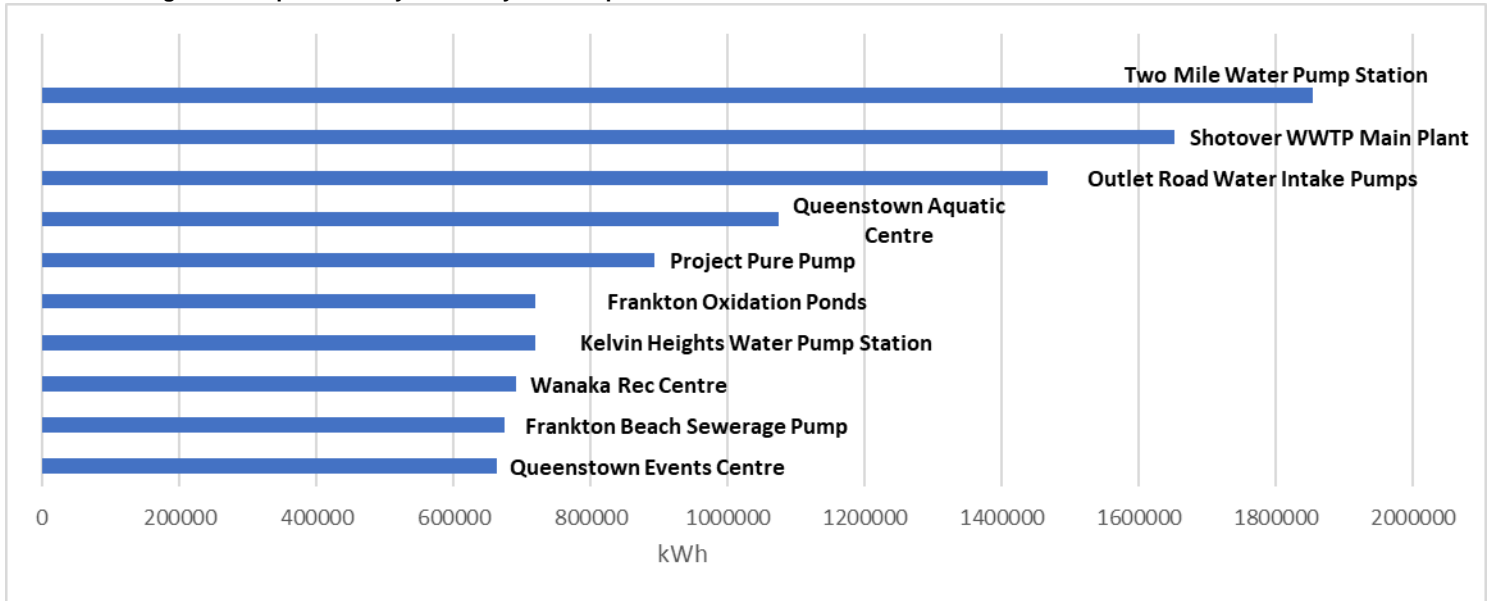 Two Mile Water Pump Station
Shotover WWTP Main Plant
Outlet Road Water Intake Pumps
Queenstown Aquatic
Centre
Project Pure Pump
Frankton Oxidation Ponds
Kelvin Heights Water Pump Station
Wanaka Rec Centre
Frankton Beach Sewerage Pump
Queenstown Events Centre
0 200000 400000 600000 800000 1000000 1200000 1400000 1600000 1800000 2000000
kWh